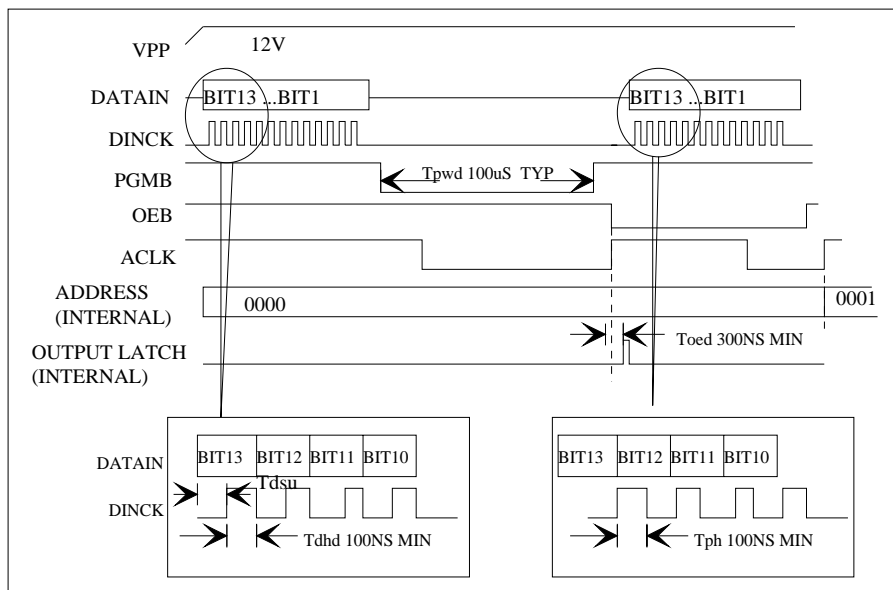 VPP 12V
DATAIN BIT13 ...BIT1 BIT13 ...BIT1
DINCK
PGMB Tpwd 100uS TYP
OEB
ACLK
ADDRESS
(INTERNAL) 0000 0001
Toed 300NS MIN
OUTPUT LATCH
(INTERNAL)
DATAIN BIT13 BIT12 BIT11 BIT10
Tdsu
DINCK
Tdhd 100NS MIN
BIT13 BIT12 BIT11 BIT10
Tph 100NS MIN